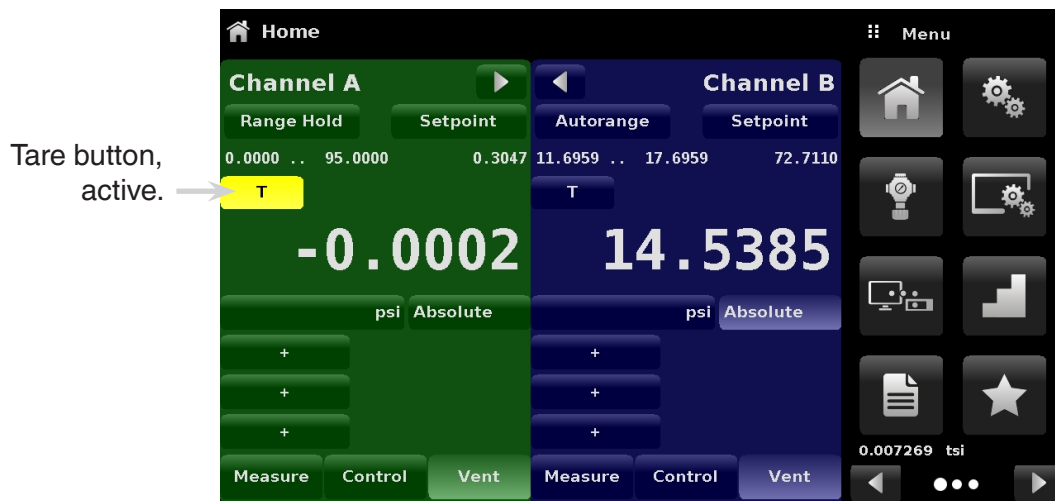 Home
Menu
Channel A
Channel B
Range Hold Setpoint
Autorange Setpoint
Tare button,
active.
0.0000 .. 95.0000 0.3047
11.6959 .. 17.6959 72.7110
T
T
-0.0002
14.5385
psi Absolute
psi Absolute
+
+
+
+
+
+
0.007269 tsi
Measure Control Vent
Measure Control Vent